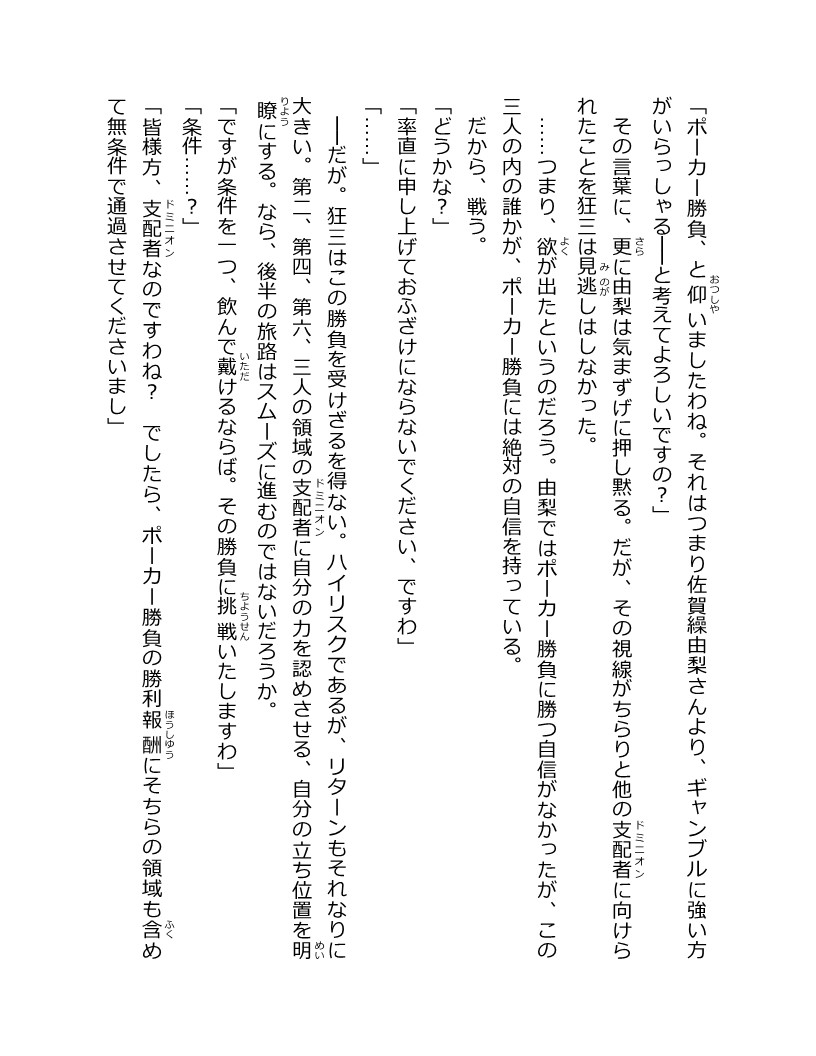 「ポーカー勝負、と仰いましたわね。それはつまり佐賀繰由梨さんより、ギャンブルに強い方
がいらっしゃる――と考えてよろしいですの？」
その言葉に、更に由梨は気まずげに押し黙る。だが、その視線がちらりと他の支配者に向けら
れたことを狂三は見逃しはしなかった。
……つまり、欲が出たというのだろう。由梨ではポーカー勝負に勝つ自信がなかったが、この
三人の内の誰かが、ポーカー勝負には絶対の自信を持っている。
だから、戦う。
「どうかな？」
「率直に申し上げておふざけにならないでください、ですわ」
「……」
――だが。狂三はこの勝負を受けざるを得ない。ハイリスクであるが、リターンもそれなりに
大きい。第二、第四、第六、三人の領域の支配者に自分の力を認めさせる、自分の立ち位置を明
瞭にする。なら、後半の旅路はスムーズに進むのではないだろうか。
「ですが条件を一つ、飲んで戴けるならば。その勝負に挑戦いたしますわ」
「条件……？」
「皆様方、支配者なのですわね？　でしたら、ポーカー勝負の勝利報酬にそちらの領域も含め
て無条件で通過させてくださいまし」